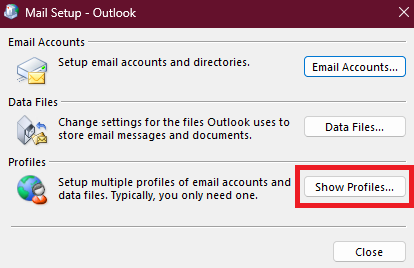 Mail Setup - Outlook
Email Accounts
Setup email accounts and directories.
Email Accounts...
Data Files
Change settings for the files Outlook uses to
store email messages and documents.
Data Files...
Profiles
Setup multiple profiles of email accounts and
data files. Typically, you only need one.
Show Profiles...
Close